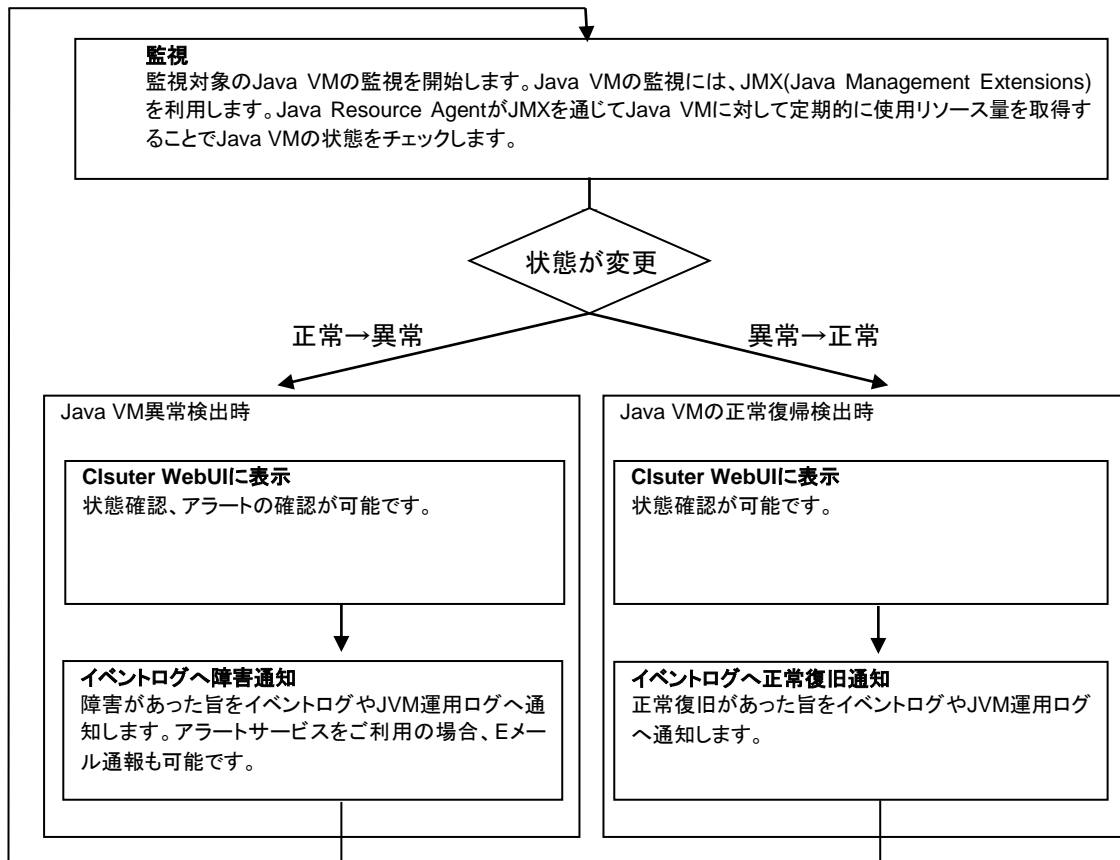 監視
監視対象のJava VMの監視を開始します。Java VMの監視には、JMX(Java Management Extensions)
を利用します。Java Resource AgentがJMXを通じてJava VMに対して定期的に使用リソース量を取得す
ることでJava VMの状態をチェックします。
状態が変更
正常→異常
異常→正常
Java VM異常検出時
Clsuter WebUIに表示
状態確認、アラートの確認が可能です。
イベントログへ障害通知
障害があった旨をイベントログやJVM運用ログへ通
知します。アラートサービスをご利用の場合、Eメー
ル通報も可能です。
Java VMの正常復帰検出時
Clsuter WebUIに表示
状態確認が可能です。
イベントログへ正常復旧通知
正常復旧があった旨をイベントログやJVM運用ログ
へ通知します。